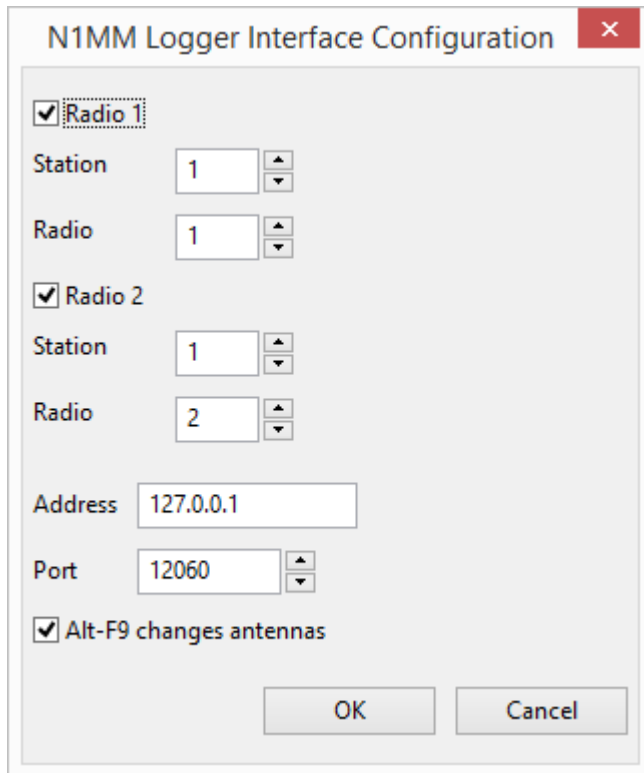 N1MM Logger Interface Configuration
Radio 1
Station 1
Radio 1
Radio 2
Station 1
Radio 2
Address 127.0.0.1
Port 12060
Alt-F9 changes antennas
OK Cancel